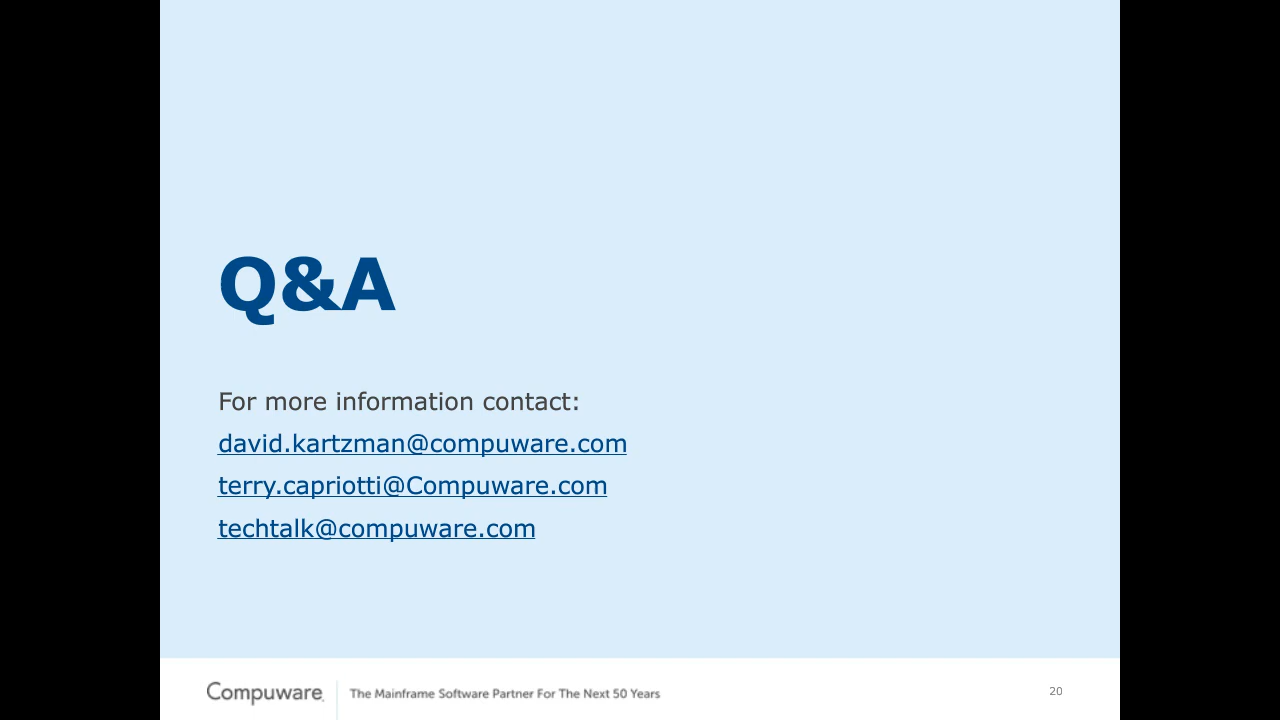 Q&A
For more information contact:
david.kartzman@compuware.com
terry.capriotti@Compuware.com
techtalk@compuware.com
Compuware.
The Mainframe Software Partner For The Next 50 Years
20